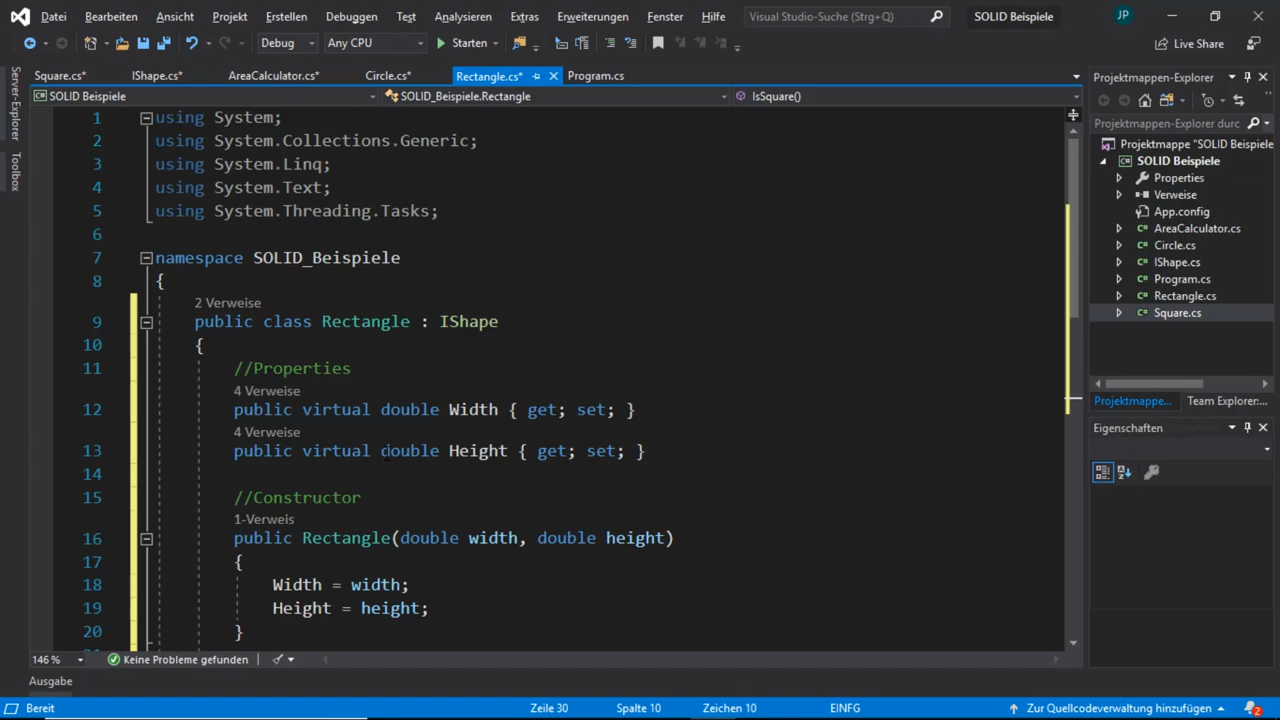 Datei Bearbeiten Ansicht Projekt Erstellen Debuggen Test Analysieren Extras Erweiterungen Fenster Hilfe Visual Studio-Suche (Strg+Q) SOLID Beispiele JP
Debug Any CPU Starten Live Share
Square.cs* IShape.cs* AreaCalculator.cs* Circle.cs* Rectangle.cs* Program.cs
SOLID Beispiele SOLID_Beispiele.Rectangle IsSquare()
Server-Explorer
Toolbox
1 using System;
2 using System.Collections.Generic;
3 using System.Linq;
4 using System.Text;
5 using System.Threading.Tasks;
6
7 namespace SOLID_Beispiele
8 {
2 Verweise
9 public class Rectangle : IShape
10 {
11 //Properties
4 Verweise
12 public virtual double Width { get; set; }
4 Verweise
13 public virtual double Height { get; set; }
14
15 //Constructor
1-Verweis
16 public Rectangle(double width, double height)
17 {
18 Width = width;
19 Height = height;
20 }
146 % Keine Probleme gefunden
Ausgabe
Projektmappen-Explorer
Projektmappen-Explorer durc
Projektmappe "SOLID Beispiele
SOLID Beispiele
Properties
Verweise
App.config
AreaCalculator.cs
Circle.cs
IShape.cs
Program.cs
Rectangle.cs
Square.cs
Projektmappe... Team Explorer:...
Eigenschaften
Bereit Zeile 30 Spalte 10 Zeichen 10 EINFG Zur Quellcodeverwaltung hinzufügen 2